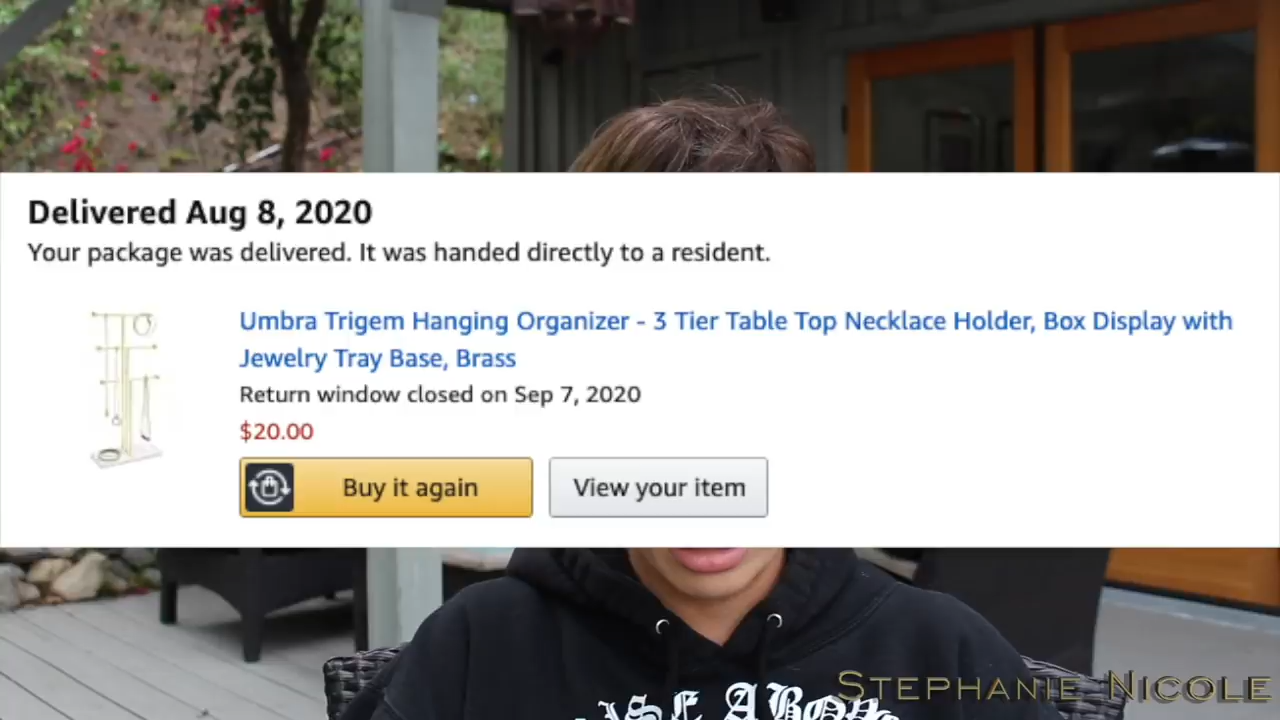 Delivered Aug 8, 2020
Your package was delivered. It was handed directly to a resident.
Umbra Trigem Hanging Organizer - 3 Tier Table Top Necklace Holder, Box Display with
Jewelry Tray Base, Brass
Return window closed on Sep 7, 2020
$20.00
Buy it again
View your item
STEPHANIE NICOLE